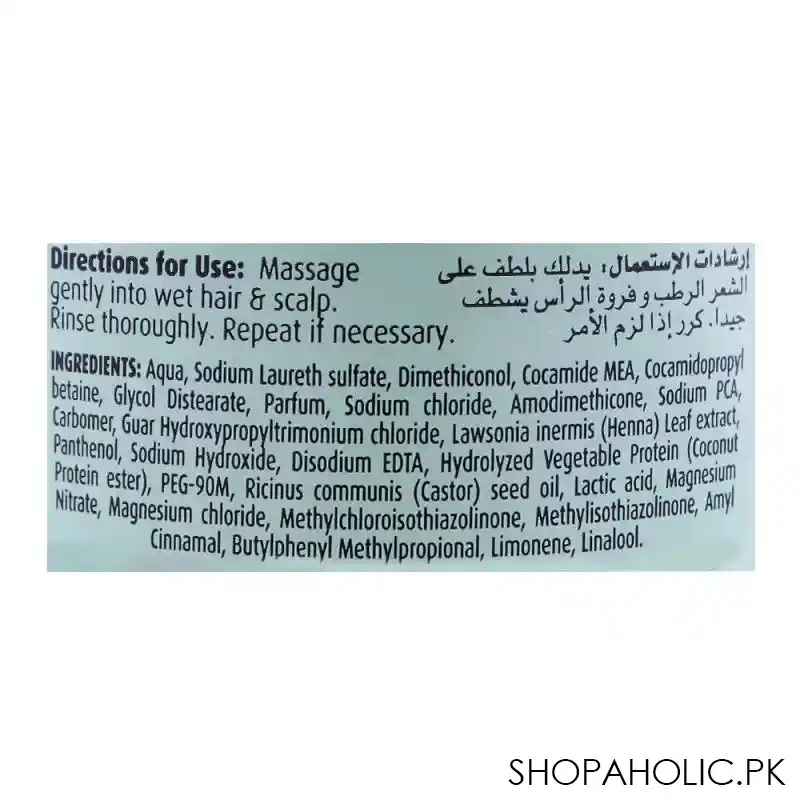 Directions for Use: Massage
gently into wet hair & scalp.
Rinse thoroughly. Repeat if necessary.
إرشادات الإستعمال: يدلك بلطف على
الشعر الرطب و فروة الرأس يشطف
جيدا. كرر إذا لزم الأمر
INGREDIENTS: Aqua, Sodium Laureth sulfate, Dimethiconol, Cocamide MEA, Cocamidopropyl
betaine, Glycol Distearate, Parfum, Sodium chloride, Amodimethicone, Sodium PCA,
Carbomer, Guar Hydroxypropyltrimonium chloride, Lawsonia inermis (Henna) Leaf extract,
Panthenol, Sodium Hydroxide, Disodium EDTA, Hydrolyzed Vegetable Protein (Coconut
Protein ester), PEG-90M, Ricinus communis (Castor) seed oil, Lactic acid, Magnesium
Nitrate, Magnesium chloride, Methylchloroisothiazolinone, Methylisothiazolinone, Amyl
Cinnamal, Butylphenyl Methylpropional, Limonene, Linalool.
SHOPAHOLIC.PK